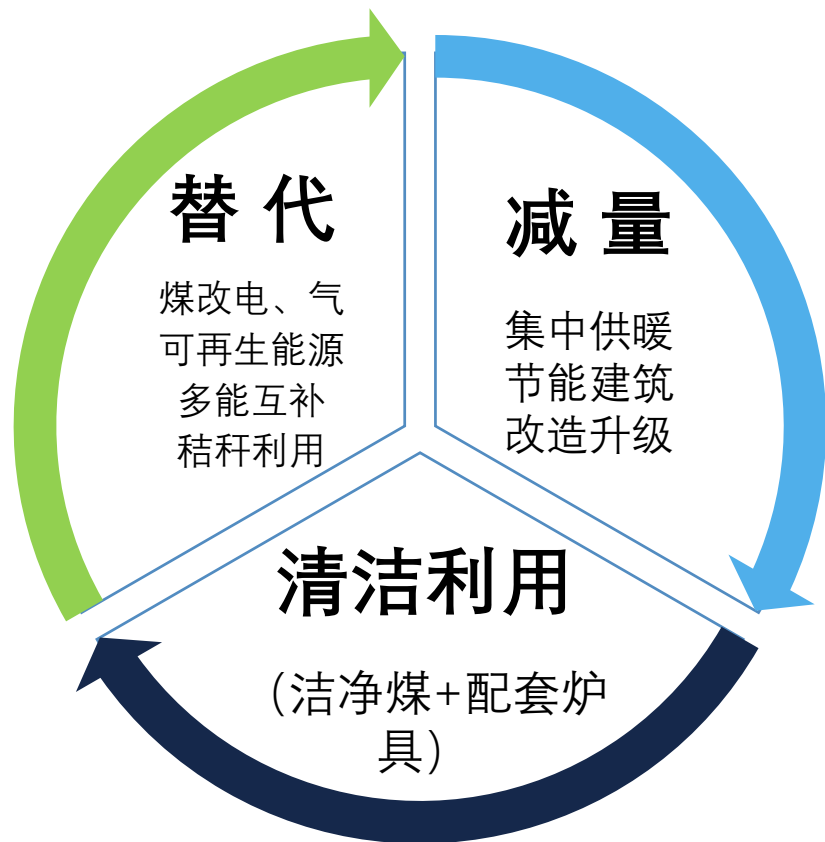 替 代
煤改电、气
可再生能源
多能互补
秸秆利用
减 量
集中供暖
节能建筑
改造升级
清洁利用
（洁净煤+配套炉
具）